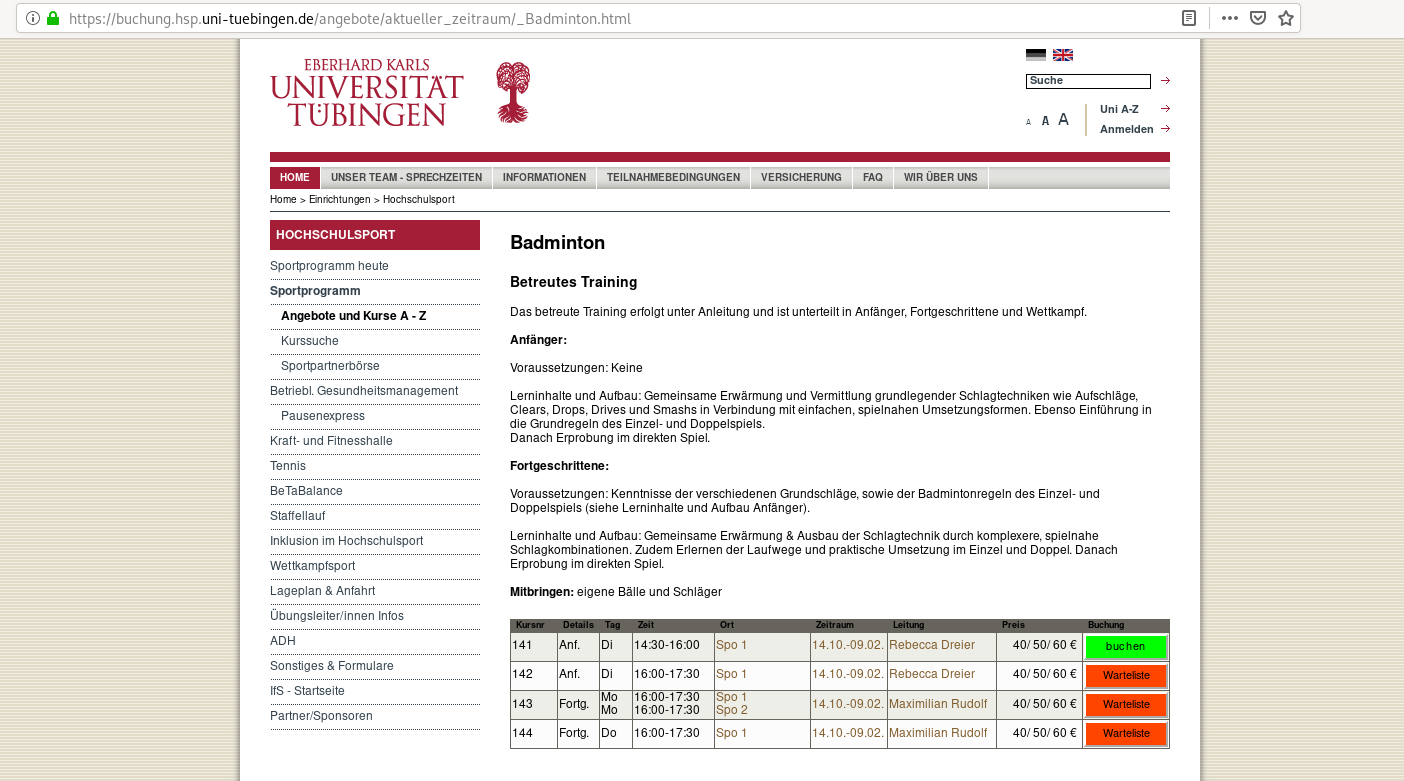 https://buchung.hsp.uni-tuebingen.de/angebote/aktueller_zeitraum/_Badminton.html
EBERHARD KARLS
UNIVERSITÄT
TÜBINGEN
Suche
A A A
Uni A-Z
Anmelden
HOME UNSER TEAM - SPRECHZEITEN INFORMATIONEN TEILNAHMEBEDINGUNGEN VERSICHERUNG FAQ WIR ÜBER UNS
Home > Einrichtungen > Hochschulsport
HOCHSCHULSPORT
Sportprogramm heute
Sportprogramm
Angebote und Kurse A - Z
Kurssuche
Sportpartnerbörse
Betriebl. Gesundheitsmanagement
Pausenexpress
Kraft- und Fitnesshalle
Tennis
BeTaBalance
Staffellauf
Inklusion im Hochschulsport
Wettkampfsport
Lageplan & Anfahrt
Übungsleiter/innen Infos
ADH
Sonstiges & Formulare
IfS - Startseite
Partner/Sponsoren
Badminton
Betreutes Training
Das betreute Training erfolgt unter Anleitung und ist unterteilt in Anfänger, Fortgeschrittene und Wettkampf.
Anfänger:
Voraussetzungen: Keine
Lerninhalte und Aufbau: Gemeinsame Erwärmung und Vermittlung grundlegender Schlagtechniken wie Aufschläge,
Clears, Drops, Drives und Smashs in Verbindung mit einfachen, spielnahen Umsetzungsformen. Ebenso Einführung in
die Grundregeln des Einzel- und Doppelspiels.
Danach Erprobung im direkten Spiel.
Fortgeschrittene:
Voraussetzungen: Kenntnisse der verschiedenen Grundschläge, sowie der Badmintonregeln des Einzel- und
Doppelspiels (siehe Lerninhalte und Aufbau Anfänger).
Lerninhalte und Aufbau: Gemeinsame Erwärmung & Ausbau der Schlagtechnik durch komplexere, spielnahe
Schlagkombinationen. Zudem Erlernen der Laufwege und praktische Umsetzung im Einzel und Doppel. Danach
Erprobung im direkten Spiel.
Mitbringen: eigene Bälle und Schläger
Kursnr Details Tag Zeit Ort Zeitraum Leitung Preis Buchung
141 Anf. Di 14:30-16:00 Spo 1 14.10.-09.02. Rebecca Dreier 40/ 50/ 60 € buchen
142 Anf. Di 16:00-17:30 Spo 1 14.10.-09.02. Rebecca Dreier 40/ 50/ 60 € Warteliste
143 Fortg. Mo 16:00-17:30 Spo 1 14.10.-09.02. Maximilian Rudolf 40/ 50/ 60 € Warteliste
Mo 16:00-17:30 Spo 2
144 Fortg. Do 16:00-17:30 Spo 1 14.10.-09.02. Maximilian Rudolf 40/ 50/ 60 € Warteliste